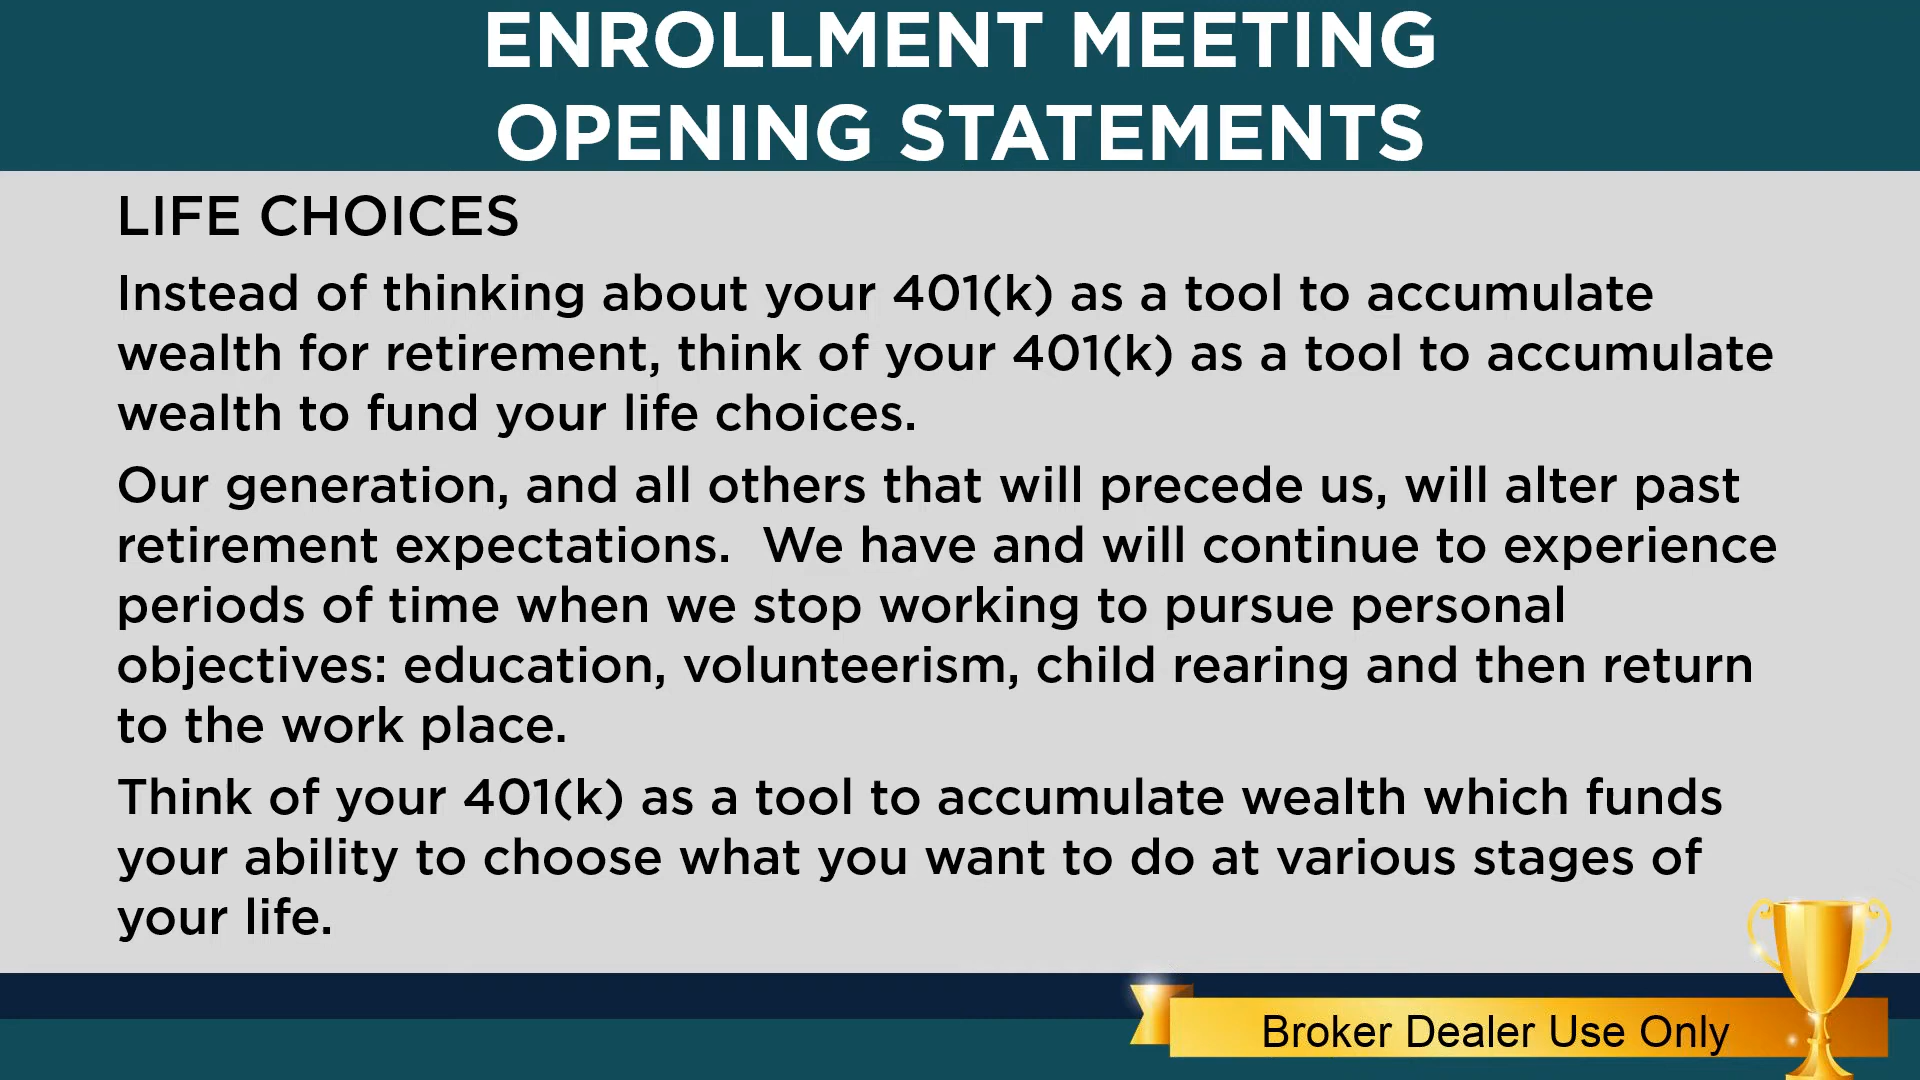 ENROLLMENT MEETING
OPENING STATEMENTS
LIFE CHOICES
Instead of thinking about your 401(k) as a tool to accumulate
wealth for retirement, think of your 401(k) as a tool to accumulate
wealth to fund your life choices.
Our generation, and all others that will precede us, will alter past
retirement expectations.  We have and will continue to experience
periods of time when we stop working to pursue personal
objectives: education, volunteerism, child rearing and then return
to the work place.
Think of your 401(k) as a tool to accumulate wealth which funds
your ability to choose what you want to do at various stages of
your life.
Broker Dealer Use Only